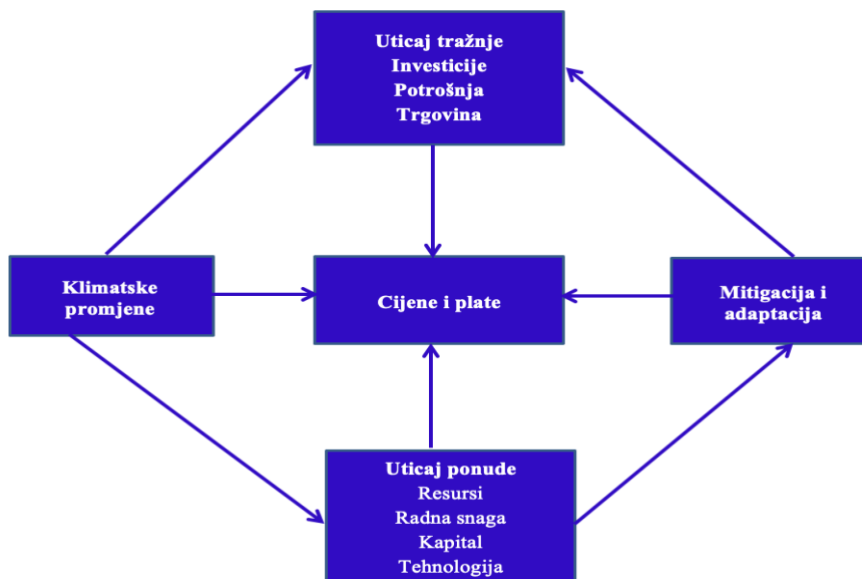 Uticaj tražnje
Investicije
Potrošnja
Trgovina
Klimatske
promjene
Cijene i plate
Mitigacija i
adaptacija
Uticaj ponude
Resursi
Radna snaga
Kapital
Tehnologija